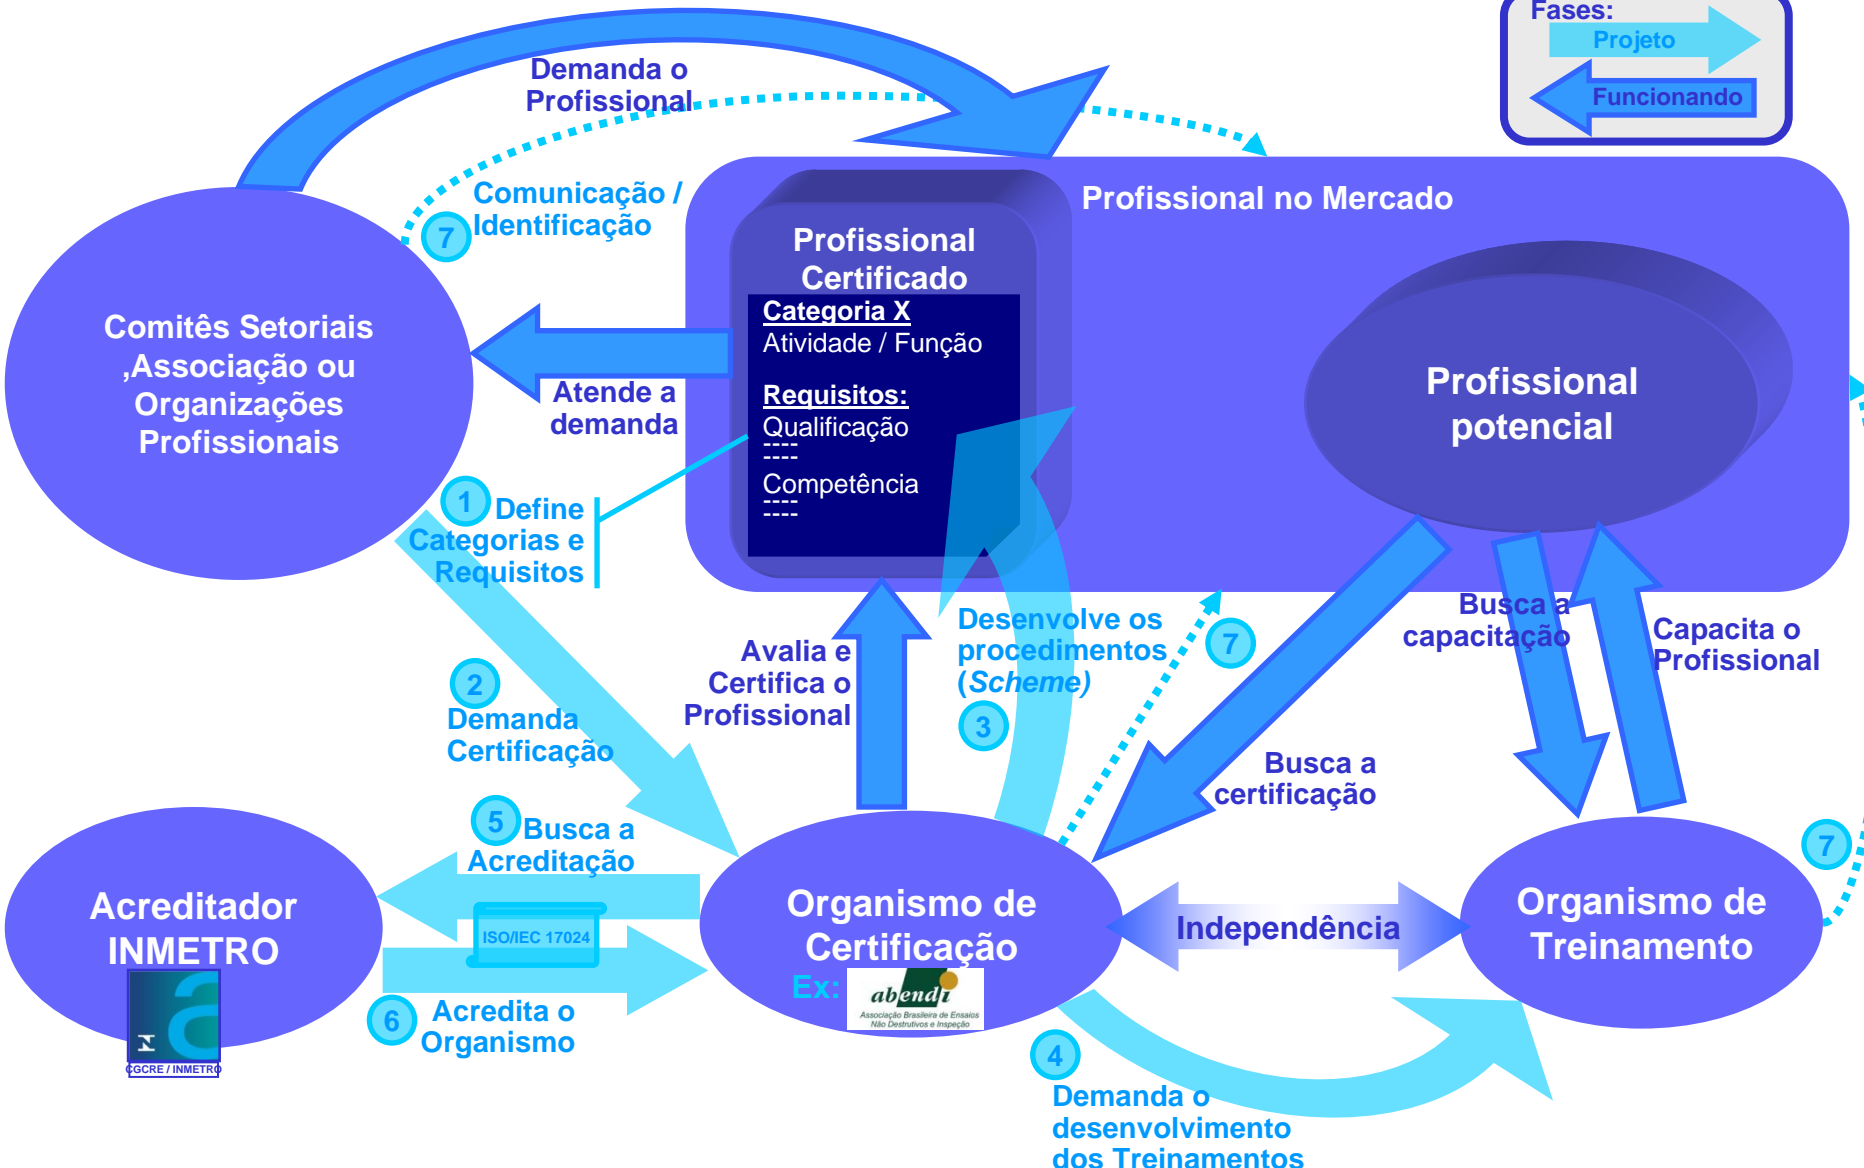 Fases:
Projeto
Funcionando
Demanda o
Profissional
Comunicação /
7
Identificação
Profissional no Mercado
Profissional
Certificado
Categoria X
Atividade / Função
Requisitos:
Qualificação
----
----
Competência
----
----
Comitês Setoriais
,Associação ou
Organizações
Profissionais
Atende a
demanda
Profissional
potencial
1
Define
Categorias e
Requisitos
2
Demanda
Certificação
Avalia e
Certifica o
Profissional
Desenvolve os
procedimentos
(Scheme)
3
7
Busca a
capacitação
Capacita o
Profissional
Busca a
certificação
5
Busca a
Acreditação
ISO/IEC 17024
6
Acredita o
Organismo
Acreditador
INMETRO
CGCRE / INMETRO
Organismo de
Certificação
Ex:
abendi
Associação Brasileira de Ensaios
Não Destrutivos e Inspeção
Independência
Organismo de
Treinamento
7
4
Demanda o
desenvolvimento
dos Treinamentos